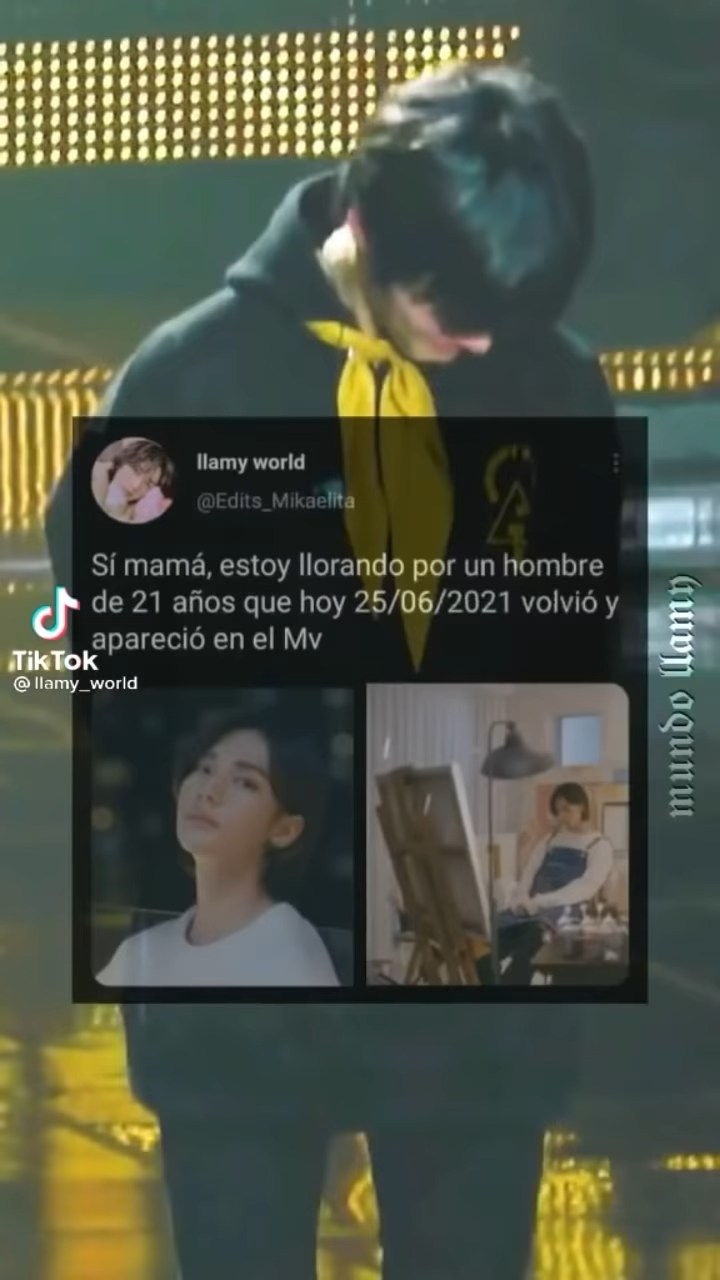 llamy world
@Edits_Mikaelita
Sí mamá, estoy llorando por un hombre
de 21 años que hoy 25/06/2021 volvió y
apareció en el Mv
TikTok
@llamy_world
mundo llamy